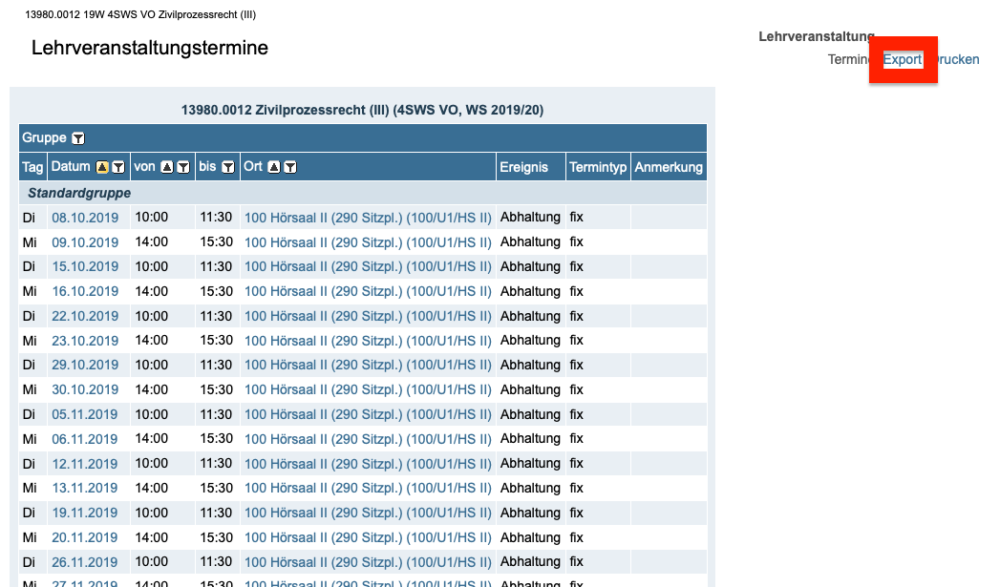 13980.0012 19W 4SWS VO Zivilprozessrecht (III)
Lehrveranstaltungstermine
Lehrveranstaltung
Export
13980.0012 Zivilprozessrecht (III) (4SWS VO, WS 2019/20)
Gruppe
Tag Datum von bis Ort Ereignis Termintyp Anmerkung
Standardgruppe
Di 08.10.2019 10:00 11:30 100 Hörsaal II (290 Sitzpl.) (100/U1/HS II) Abhaltung fix
Mi 09.10.2019 14:00 15:30 100 Hörsaal II (290 Sitzpl.) (100/U1/HS II) Abhaltung fix
Di 15.10.2019 10:00 11:30 100 Hörsaal II (290 Sitzpl.) (100/U1/HS II) Abhaltung fix
Mi 16.10.2019 14:00 15:30 100 Hörsaal II (290 Sitzpl.) (100/U1/HS II) Abhaltung fix
Di 22.10.2019 10:00 11:30 100 Hörsaal II (290 Sitzpl.) (100/U1/HS II) Abhaltung fix
Mi 23.10.2019 14:00 15:30 100 Hörsaal II (290 Sitzpl.) (100/U1/HS II) Abhaltung fix
Di 29.10.2019 10:00 11:30 100 Hörsaal II (290 Sitzpl.) (100/U1/HS II) Abhaltung fix
Mi 30.10.2019 14:00 15:30 100 Hörsaal II (290 Sitzpl.) (100/U1/HS II) Abhaltung fix
Di 05.11.2019 10:00 11:30 100 Hörsaal II (290 Sitzpl.) (100/U1/HS II) Abhaltung fix
Mi 06.11.2019 14:00 15:30 100 Hörsaal II (290 Sitzpl.) (100/U1/HS II) Abhaltung fix
Di 12.11.2019 10:00 11:30 100 Hörsaal II (290 Sitzpl.) (100/U1/HS II) Abhaltung fix
Mi 13.11.2019 14:00 15:30 100 Hörsaal II (290 Sitzpl.) (100/U1/HS II) Abhaltung fix
Di 19.11.2019 10:00 11:30 100 Hörsaal II (290 Sitzpl.) (100/U1/HS II) Abhaltung fix
Mi 20.11.2019 14:00 15:30 100 Hörsaal II (290 Sitzpl.) (100/U1/HS II) Abhaltung fix
Di 26.11.2019 10:00 11:30 100 Hörsaal II (290 Sitzpl.) (100/U1/HS II) Abhaltung fix
Mi 27.11.2019 14:00 15:30 100 Hörsaal II (290 Sitzpl.) (100/U1/HS II) Abhaltung fix